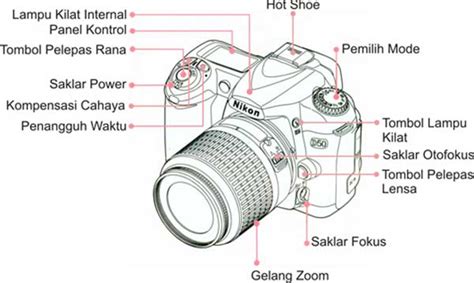 Hot Shoe
Lampu Kilat Internal
Panel Kontrol
Tombol Pelepas Rana
Pemilih Mode
Saklar Power
Kompensasi Cahaya
Penangguh Waktu
Nikon
D50
Tombol Lampu
Kilat
Saklar Otofokus
Tombol Pelepas
Lensa
Saklar Fokus
Gelang Zoom